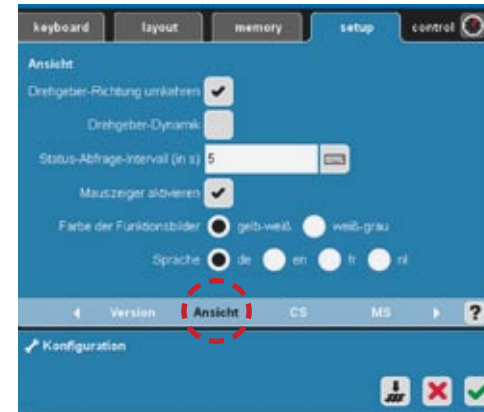 keyboard layout memory setup control
Ansicht
Drehgeber-Richtung umkehren
Drehgeber-Dynamik
Status-Abfrage-Intervall (in s) 5
Mauszeiger aktivieren
Farbe der Funktionsbilder gelb-weiß weiß-grau
Sprache de en fr nl
Version Ansicht CS MS ?
Konfiguration